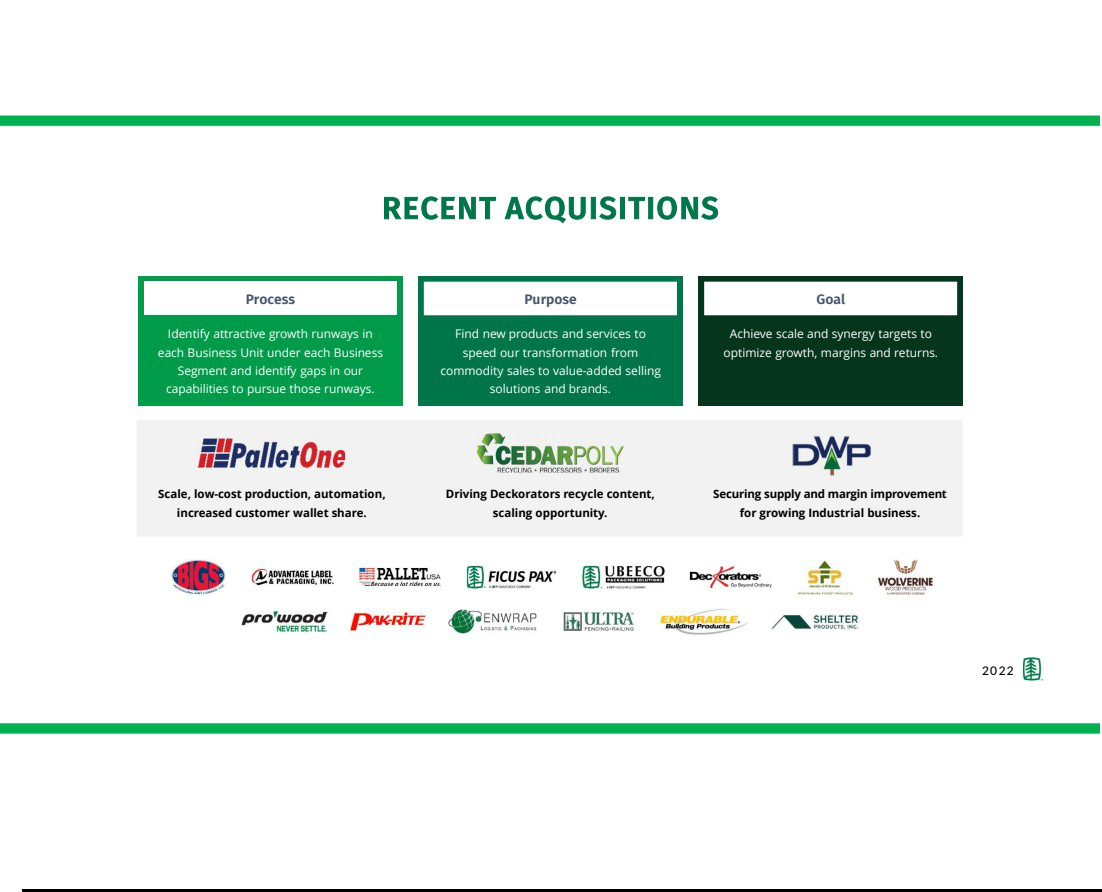 RECENT ACQUISITIONS
Process
Identify attractive growth runways in
each Business Unit under each Business
Segment and identify gaps in our
capabilities to pursue those runways.
Purpose
Find new products and services to
speed our transformation from
commodity sales to value-added selling
solutions and brands.
Goal
Achieve scale and synergy targets to
optimize growth, margins and returns.
PalletOne
Scale, low-cost production, automation,
increased customer wallet share.
CEDARPOLY
RECYCLING • PROCESSORS • BROKERS
Driving Deckorators recycle content,
scaling opportunity.
DWP
Securing supply and margin improvement
for growing Industrial business.
BIGS
ADVANTAGE LABEL
& PACKAGING, INC.
PALLET USA
Because a lot rides on us.
FICUS PAX
UBEECO
PACKAGING SOLUTIONS
Deckorators
Go Beyond Ordinary
SFP
WOLVERINE
WOOD PRODUCTS
pro'wood
NEVER SETTLE.
PAK-RITE
ENWRAP
LOGISTIC & PACKAGING
ULTRA
FENCING•RAILING
ENDURABLE
Building Products
SHELTER
PRODUCTS, INC.
2022